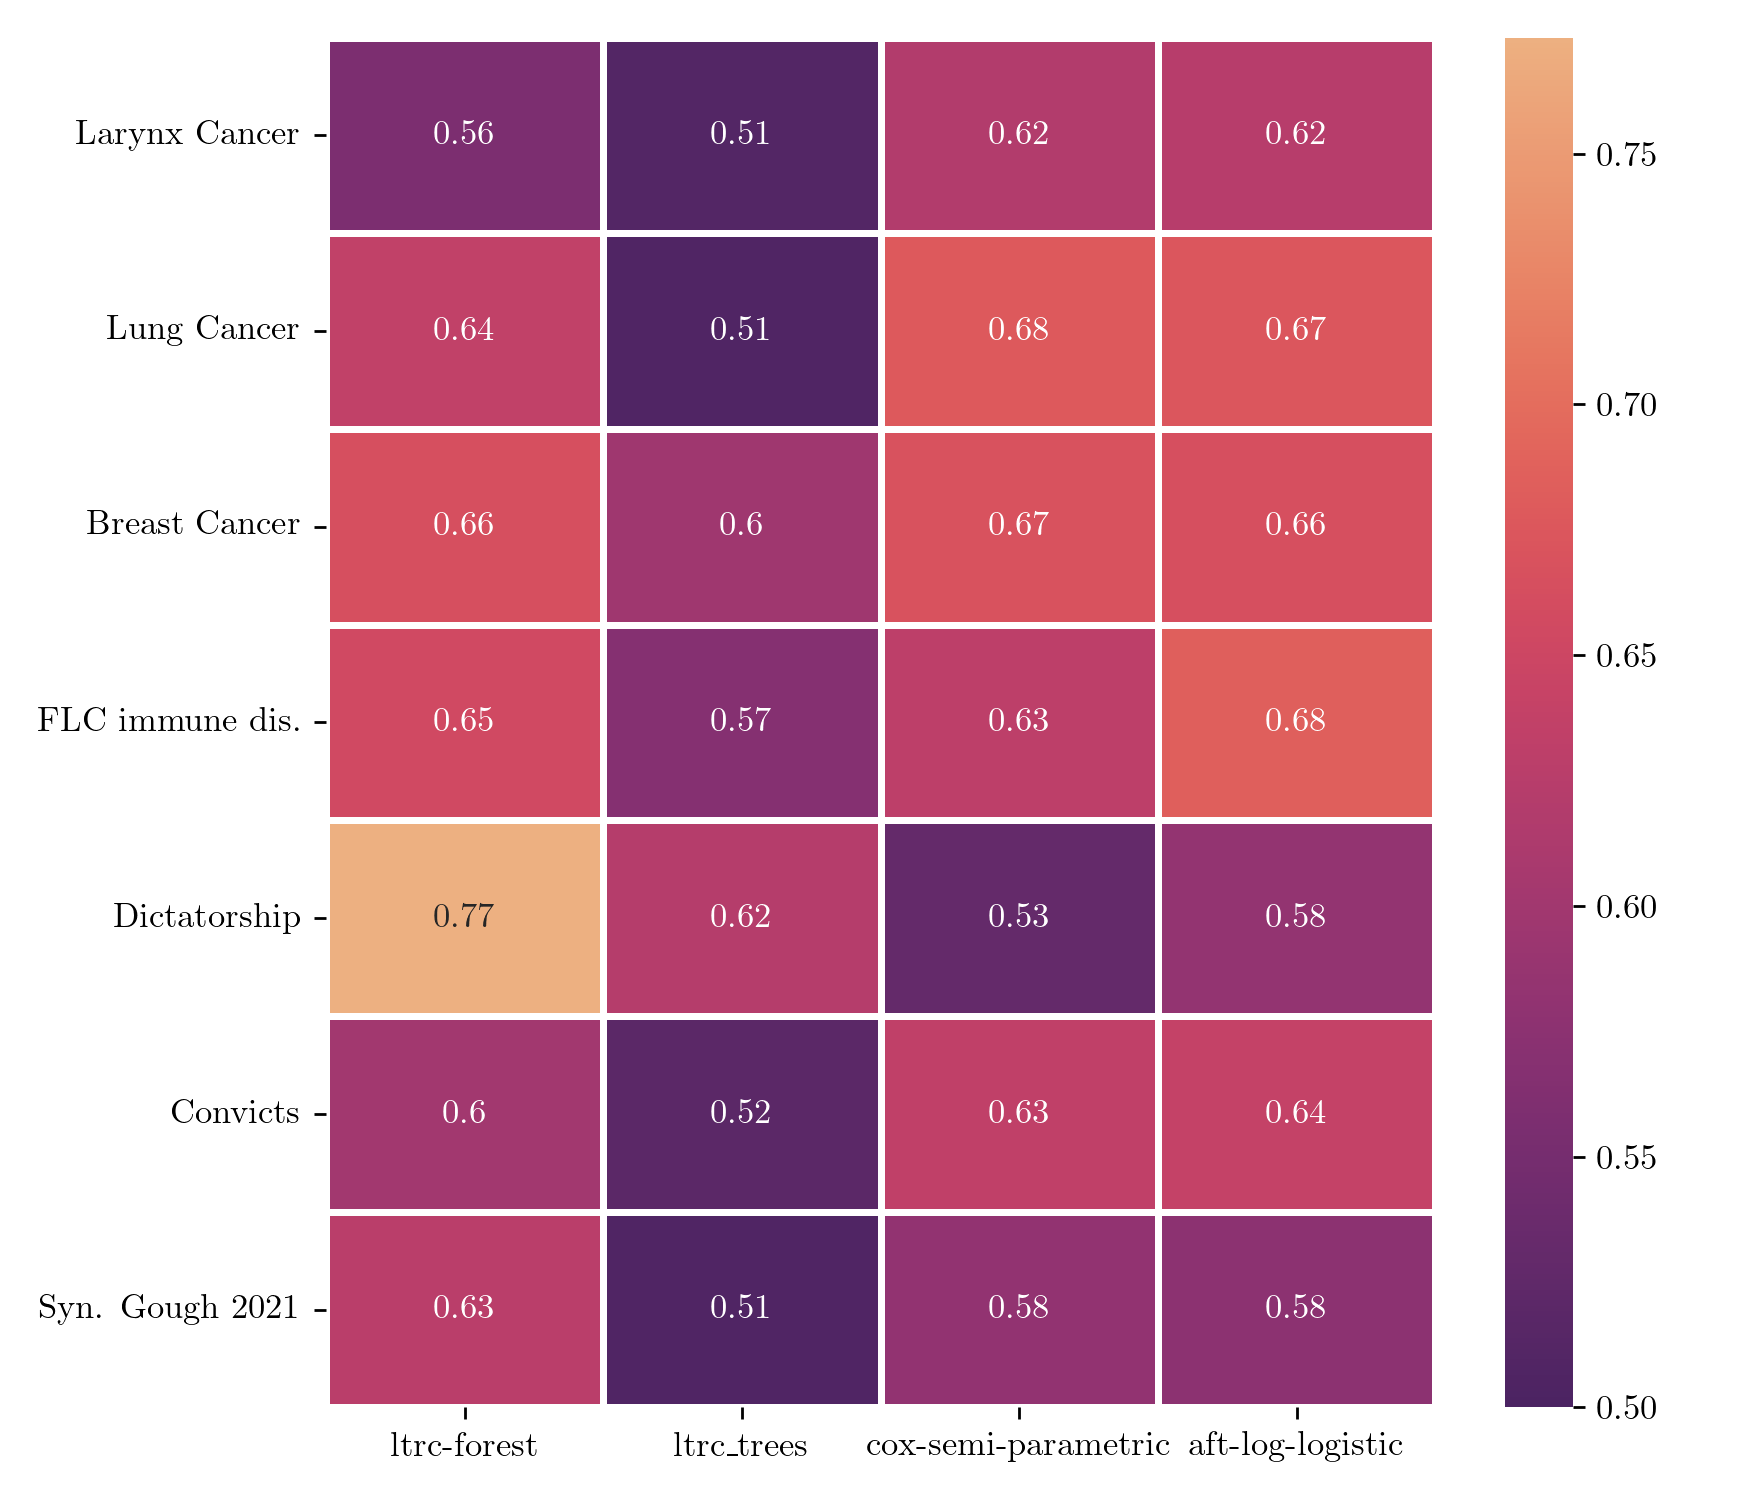 Larynx Cancer 0.56 0.51 0.62 0.62
Lung Cancer 0.64 0.51 0.68 0.67
Breast Cancer 0.66 0.6 0.67 0.66
FLC immune dis. 0.65 0.57 0.63 0.68
Dictatorship 0.77 0.62 0.53 0.58
Convicts 0.6 0.52 0.63 0.64
Syn. Gough 2021 0.63 0.51 0.58 0.58
ltrc-forest ltrc_trees cox-semi-parametric aft-log-logistic
0.75
0.70
0.65
0.60
0.55
0.50